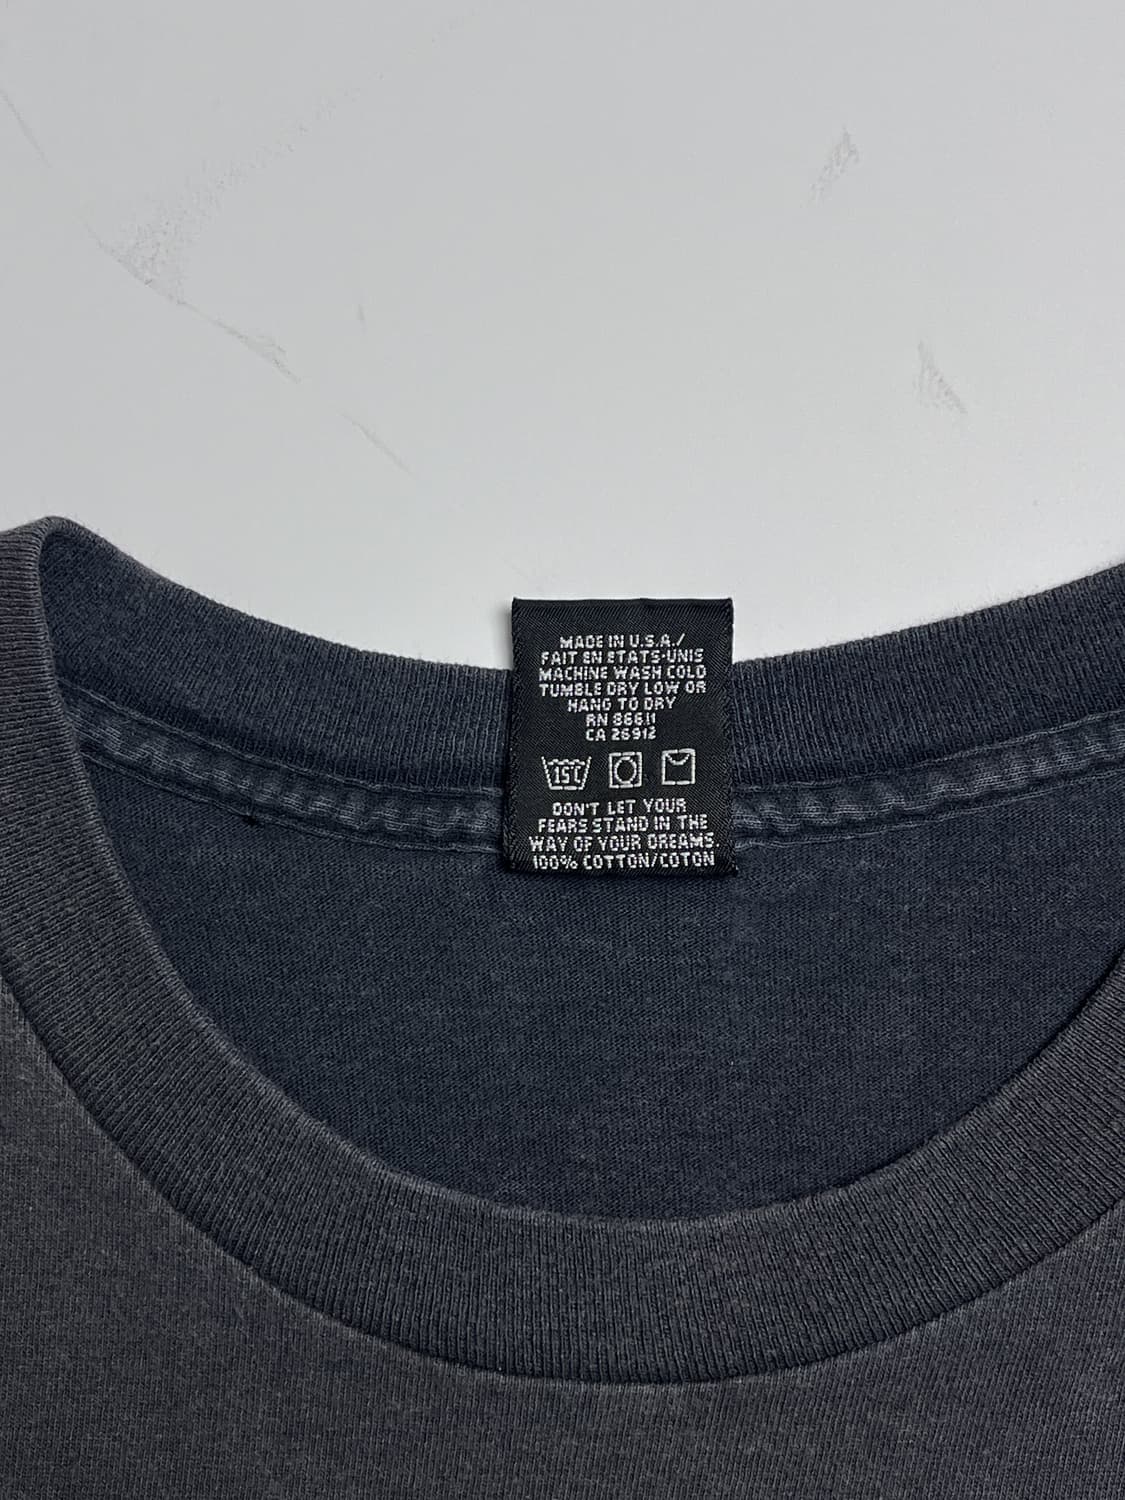 MADE IN U.S.A./
FAIT EN ETATS-UNIS
MACHINE WASH COLD
TUMBLE DRY LOW OR
HANG TO DRY
RN 86611
CA 26912
15C
DON'T LET YOUR
FEARS STAND IN THE
WAY OF YOUR DREAMS.
100% COTTON/COTON